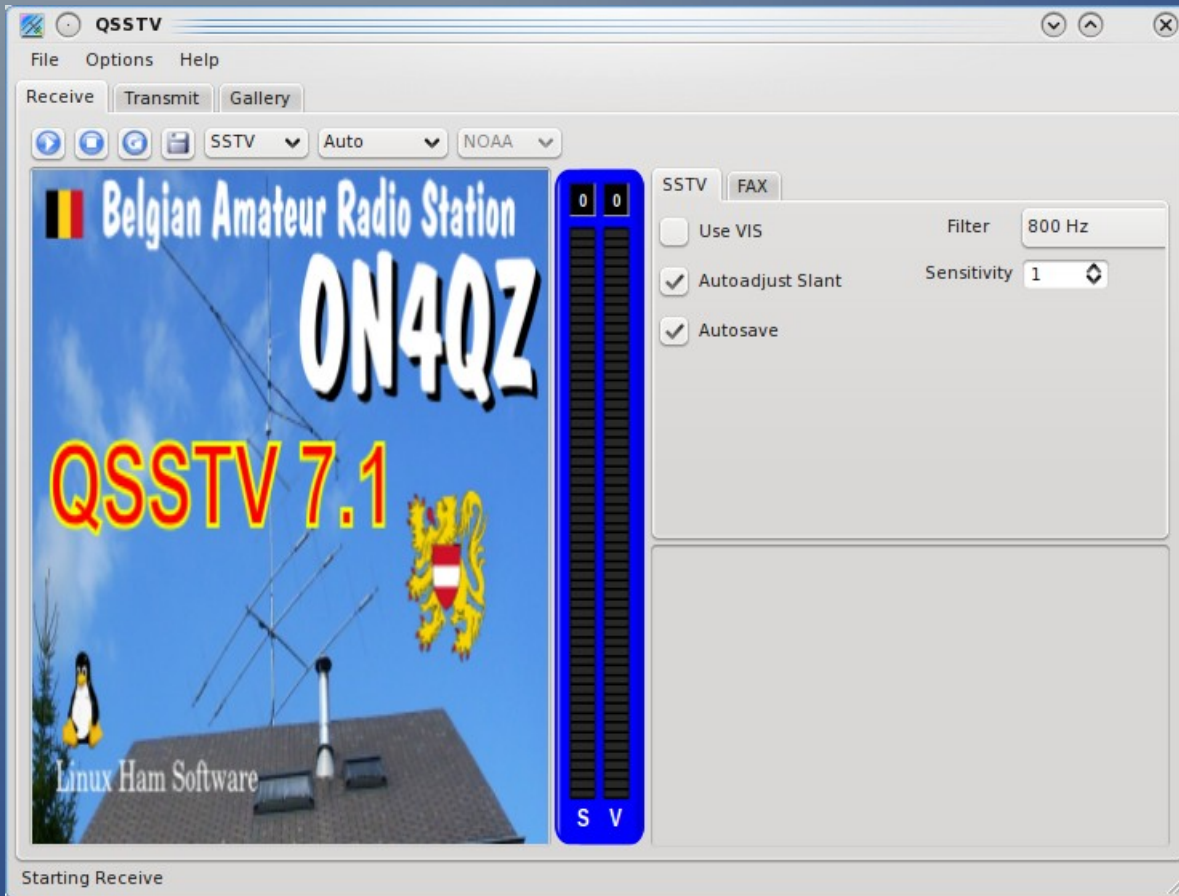 QSSTV
File Options Help
Receive Transmit Gallery
SSTV Auto NOAA
Belgian Amateur Radio Station
ON4QZ
QSSTV 7.1
Linux Ham Software
0 0
S V
SSTV FAX
Use VIS Filter 800 Hz
Autoadjust Slant Sensitivity 1
Autosave
Starting Receive